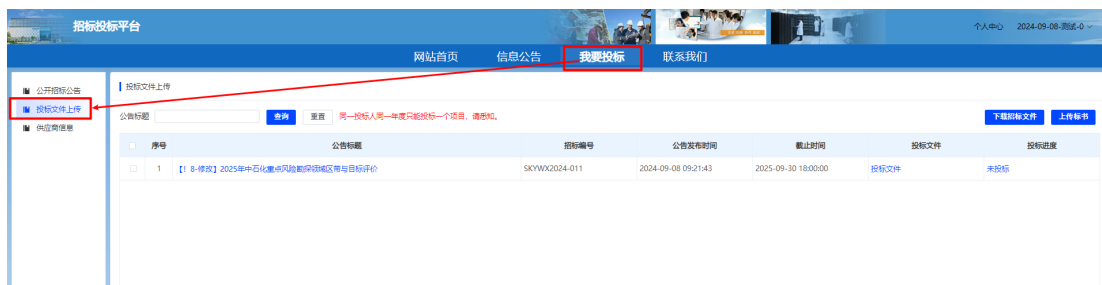 招标投标平台
个人中心 2024-09-08-测试-0
网站首页 信息公告 我要投标 联系我们
公开招标公告
投标文件上传
供应商信息
投标文件上传
公告标题 查询 重置 同一投标人同一年度只能投标一个项目，请悉知。 下载招标文件 上传标书
序号 公告标题 招标编号 公告发布时间 截止时间 投标文件 投标进度
1 【! 8-修改】2025年中石化重点风险勘探领域区带与目标评价 SKYWX2024-011 2024-09-08 09:21:43 2025-09-30 18:00:00 投标文件 未投标